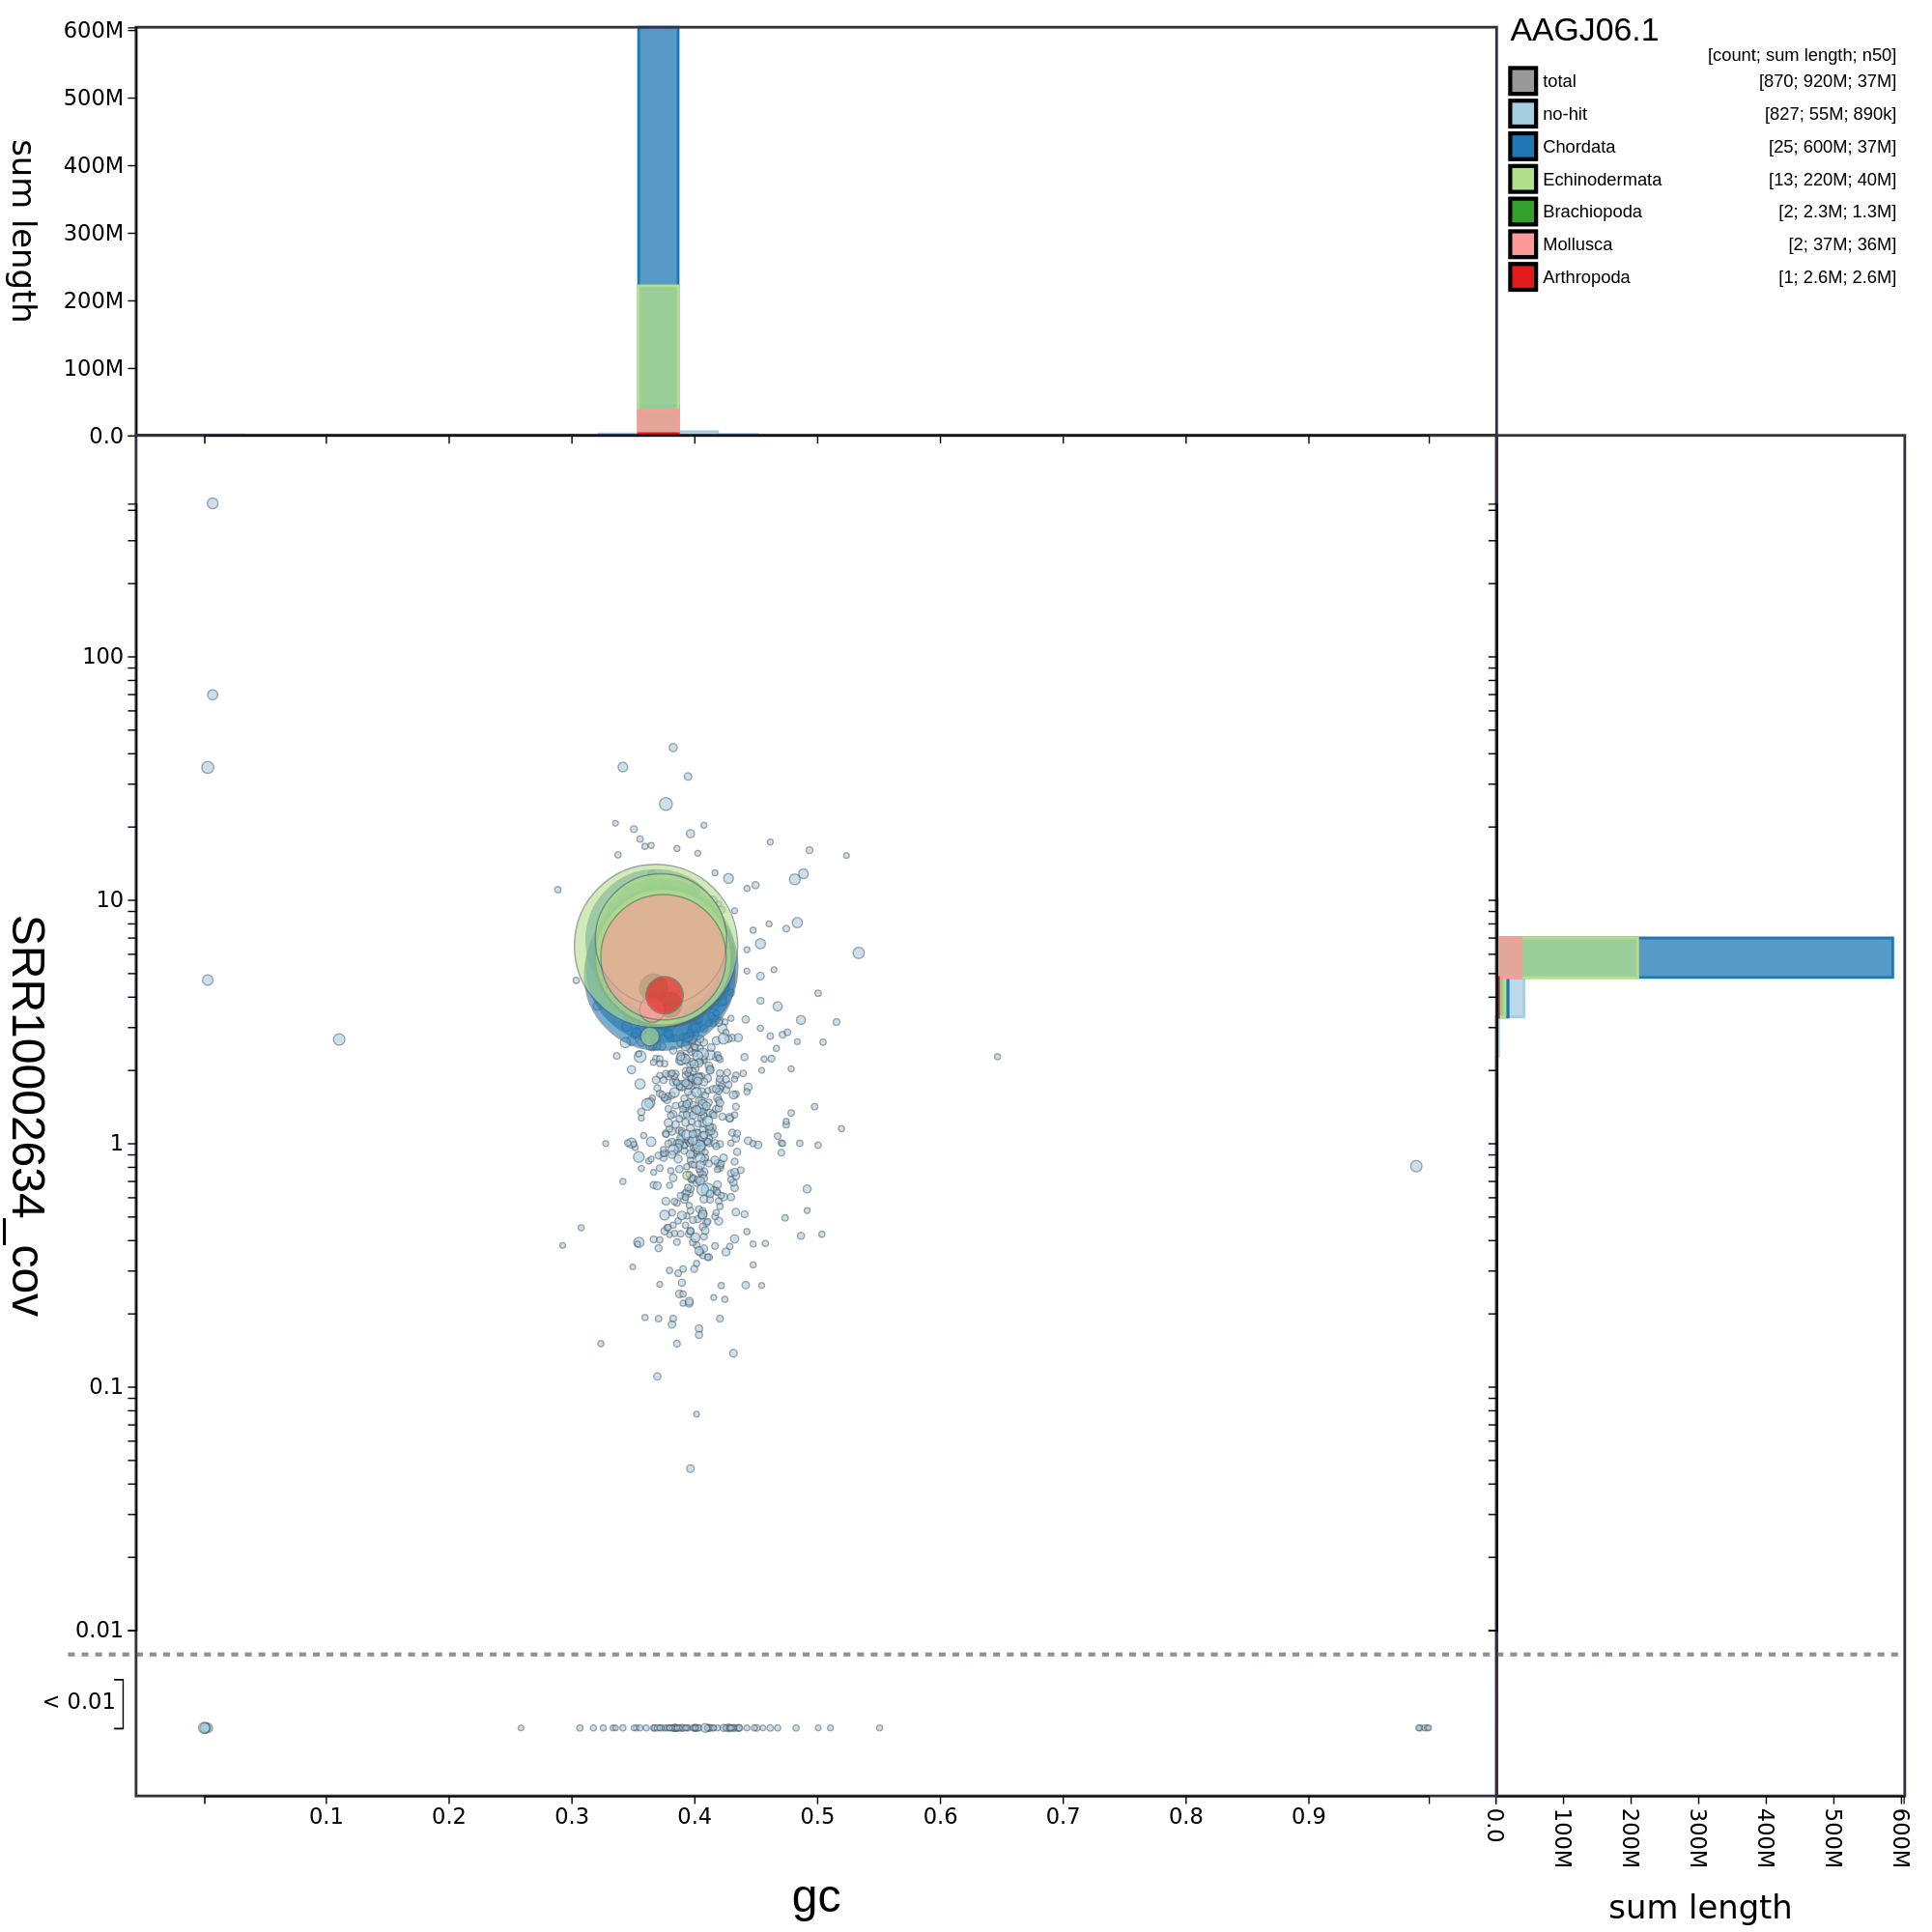 AAGJ06.1
[count; sum length; n50]
total [870; 920M; 37M]
no-hit [827; 55M; 890k]
Chordata [25; 600M; 37M]
Echinodermata [13; 220M; 40M]
Brachiopoda [2; 2.3M; 1.3M]
Mollusca [2; 37M; 36M]
Arthropoda [1; 2.6M; 2.6M]
sum length
600M
500M
400M
300M
200M
100M
0.0
SRR10002634_cov
100
10
1
0.1
0.01
< 0.01
0.1 0.2 0.3 0.4 0.5 0.6 0.7 0.8 0.9
gc
0.0 100M 200M 300M 400M 500M 600M
sum length